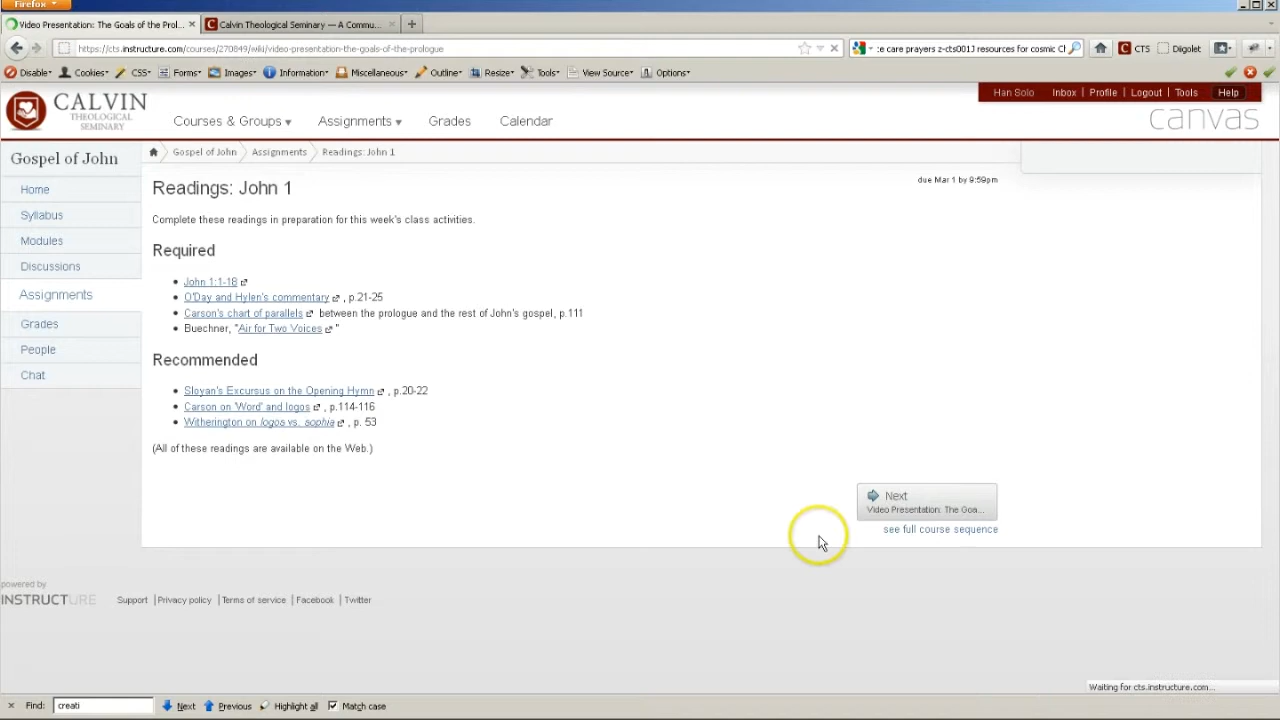 Firefox
Video Presentation: The Goals of the Prol... ×
Calvin Theological Seminary — A Commu... ×
https://cts.instructure.com/courses/270849/wiki/video-presentation-the-goals-of-the-prologue
:e care prayers z-cts001J resources for cosmic Cl
CTS
Diigolet
Disable
Cookies
CSS
Forms
Images
Information
Miscellaneous
Outline
Resize
Tools
View Source
Options
Han Solo
Inbox | Profile | Logout | Tools
Help
CALVIN
THEOLOGICAL
SEMINARY
Courses & Groups
Assignments
Grades
Calendar
canvas
Gospel of John
Home
Syllabus
Modules
Discussions
Assignments
Grades
People
Chat
Gospel of John
Assignments
Readings: John 1
Readings: John 1
due Mar 1 by 9:59pm
Complete these readings in preparation for this week's class activities.
Required
• John 1:1-18
• O'Day and Hylen's commentary , p.21-25
• Carson's chart of parallels between the prologue and the rest of John's gospel, p.111
• Buechner, "Air for Two Voices "
Recommended
• Sloyan's Excursus on the Opening Hymn , p.20-22
• Carson on 'Word' and logos , p.114-116
• Witherington on logos vs. sophia , p. 53
(All of these readings are available on the Web.)
Next
Video Presentation: The Goa...
see full course sequence
powered by
INSTRUCTURE
Support | Privacy policy | Terms of service | Facebook | Twitter
Waiting for cts.instructure.com...
× Find: creati
Next
Previous
Highlight all
Match case